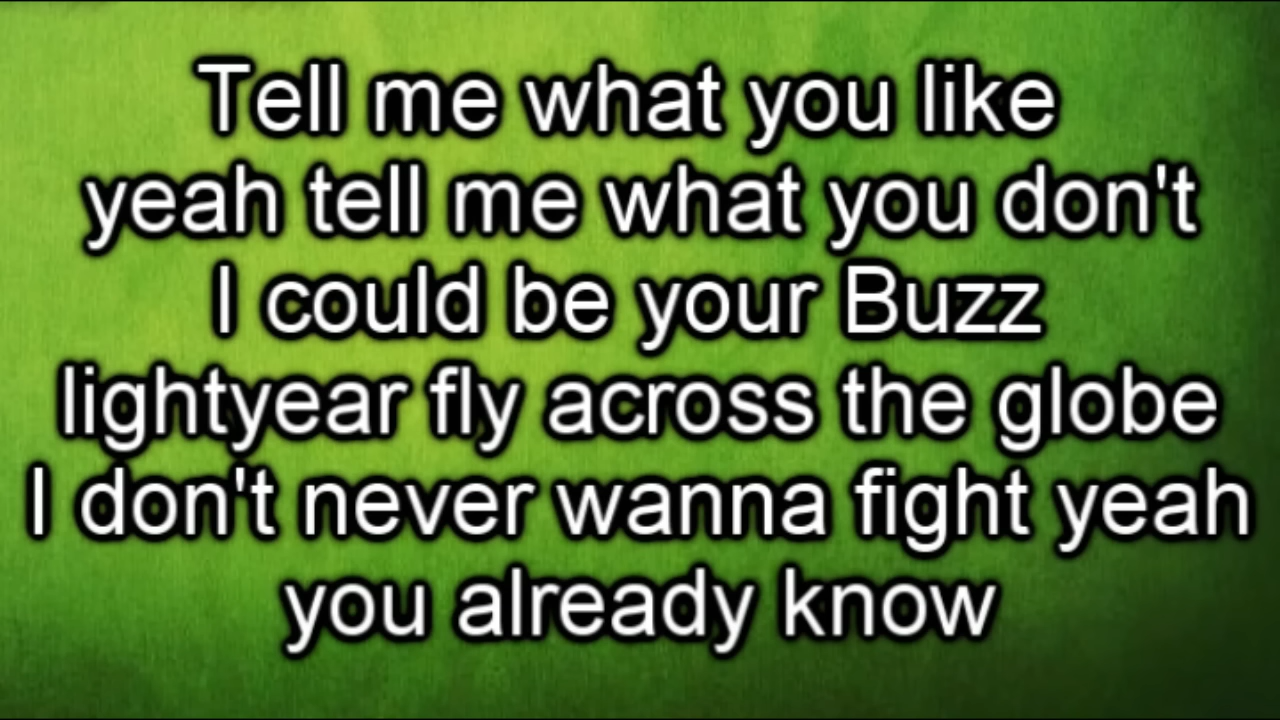 Tell me what you like
yeah tell me what you don't
I could be your Buzz
lightyear fly across the globe
I don't never wanna fight yeah
you already know